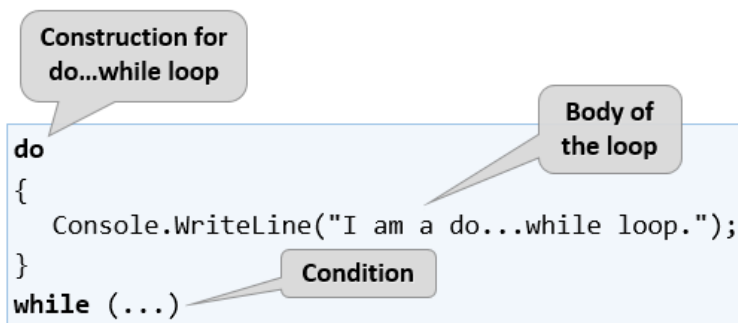 Construction for
do...while loop
Body of
the loop
do
{
Console.WriteLine("I am a do...while loop.");
}
Condition
while (...)